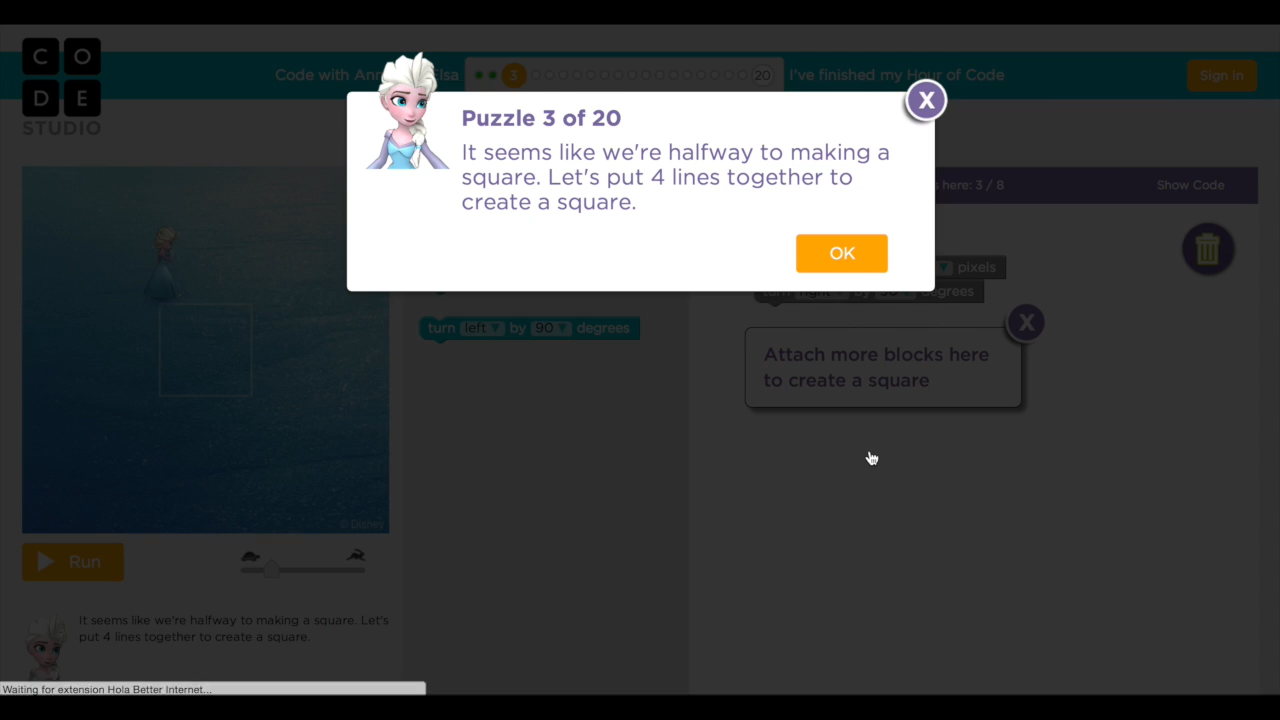 C O
D E
STUDIO
Code with Ann Elsa
3
20
I've finished my Hour of Code
Sign in
X
Puzzle 3 of 20
It seems like we're halfway to making a
square. Let's put 4 lines together to
create a square.
OK
s here: 3 / 8
Show Code
pixels
turn right by 90 degrees
turn left by 90 degrees
X
Attach more blocks here
to create a square
© Disney
Run
It seems like we're halfway to making a square. Let's
put 4 lines together to create a square.
Waiting for extension Hola Better Internet...